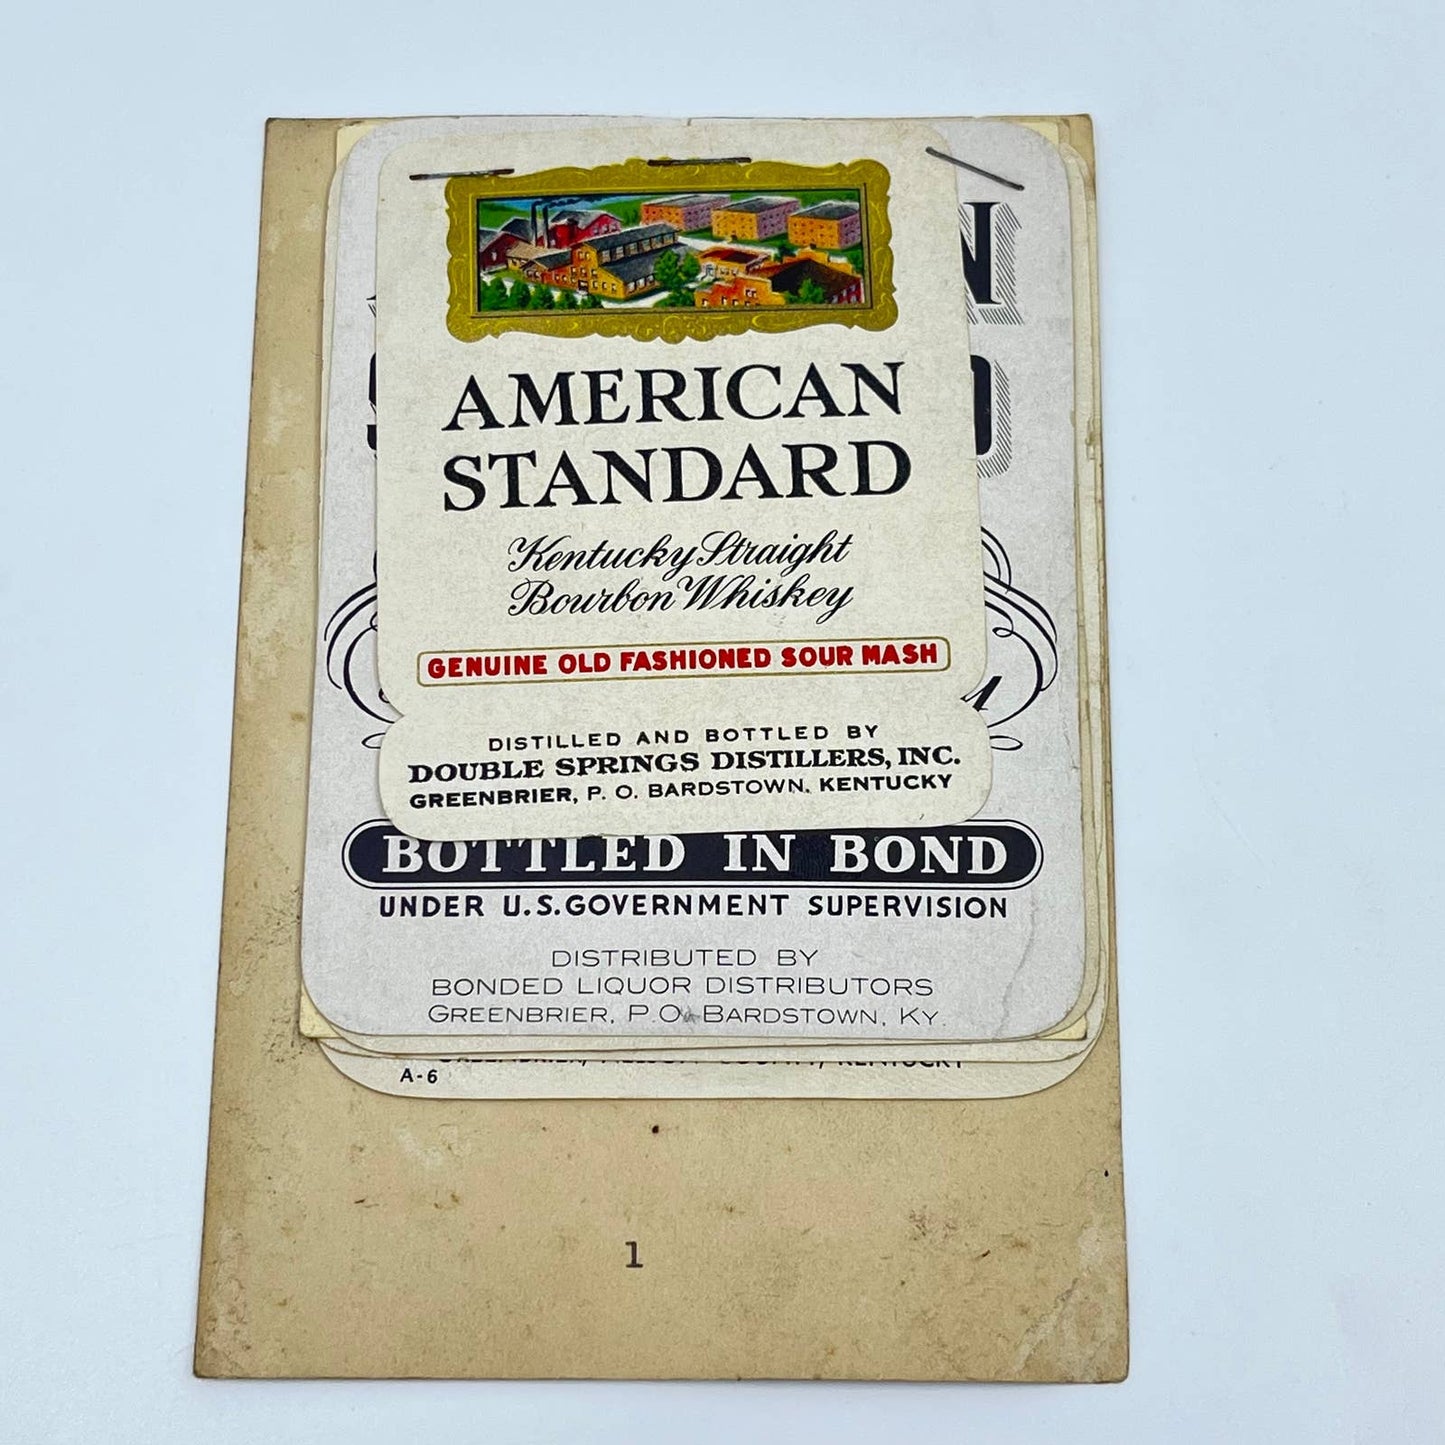 AMERICAN
STANDARD
Kentucky Straight
Bourbon Whiskey
GENUINE OLD FASHIONED SOUR MASH
DISTILLED AND BOTTLED BY
DOUBLE SPRINGS DISTILLERS, INC.
GREENBRIER, P. O. BARDSTOWN, KENTUCKY
N
BOTTLED IN BOND
UNDER U.S. GOVERNMENT SUPERVISION
DISTRIBUTED BY
BONDED LIQUOR DISTRIBUTORS
GREENBRIER, P.O. BARDSTOWN, KY.
KENTUCKY
A-6
1